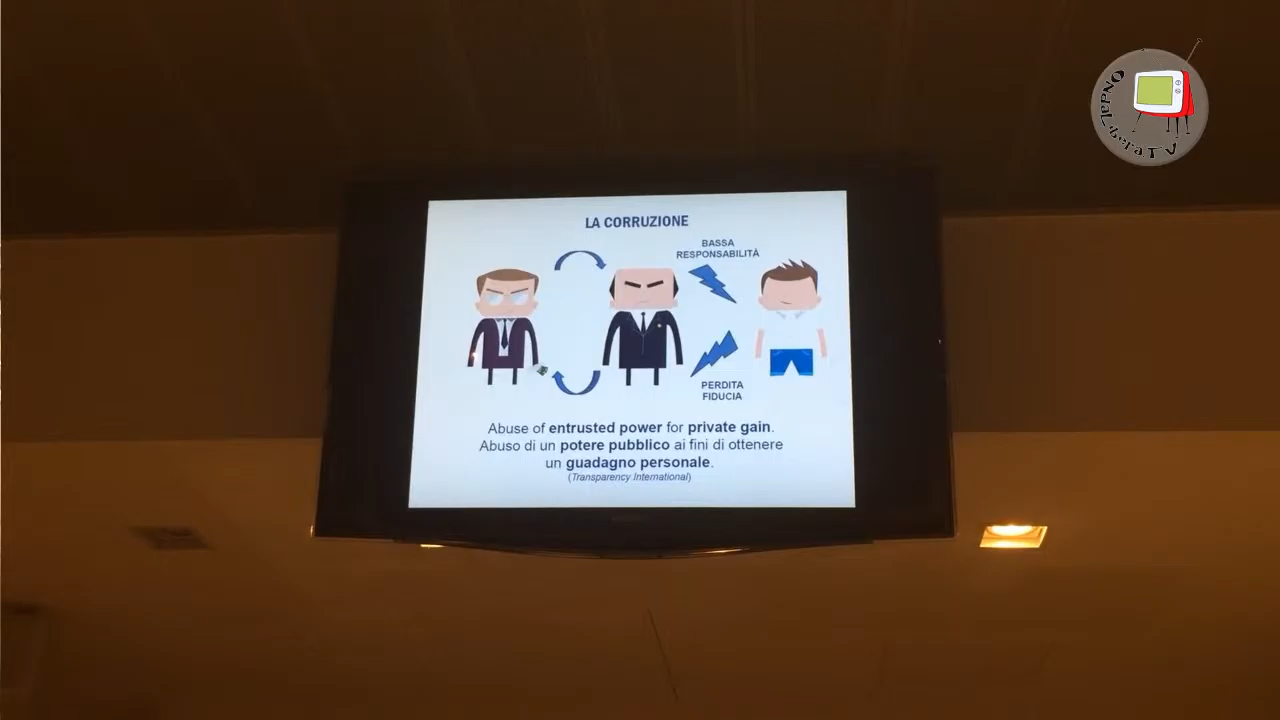 OndaLiberaTV
LA CORRUZIONE
BASSA
RESPONSABILITÀ
PERDITA
FIDUCIA
Abuse of entrusted power for private gain.
Abuso di un potere pubblico ai fini di ottenere
un guadagno personale.
(Transparency International)